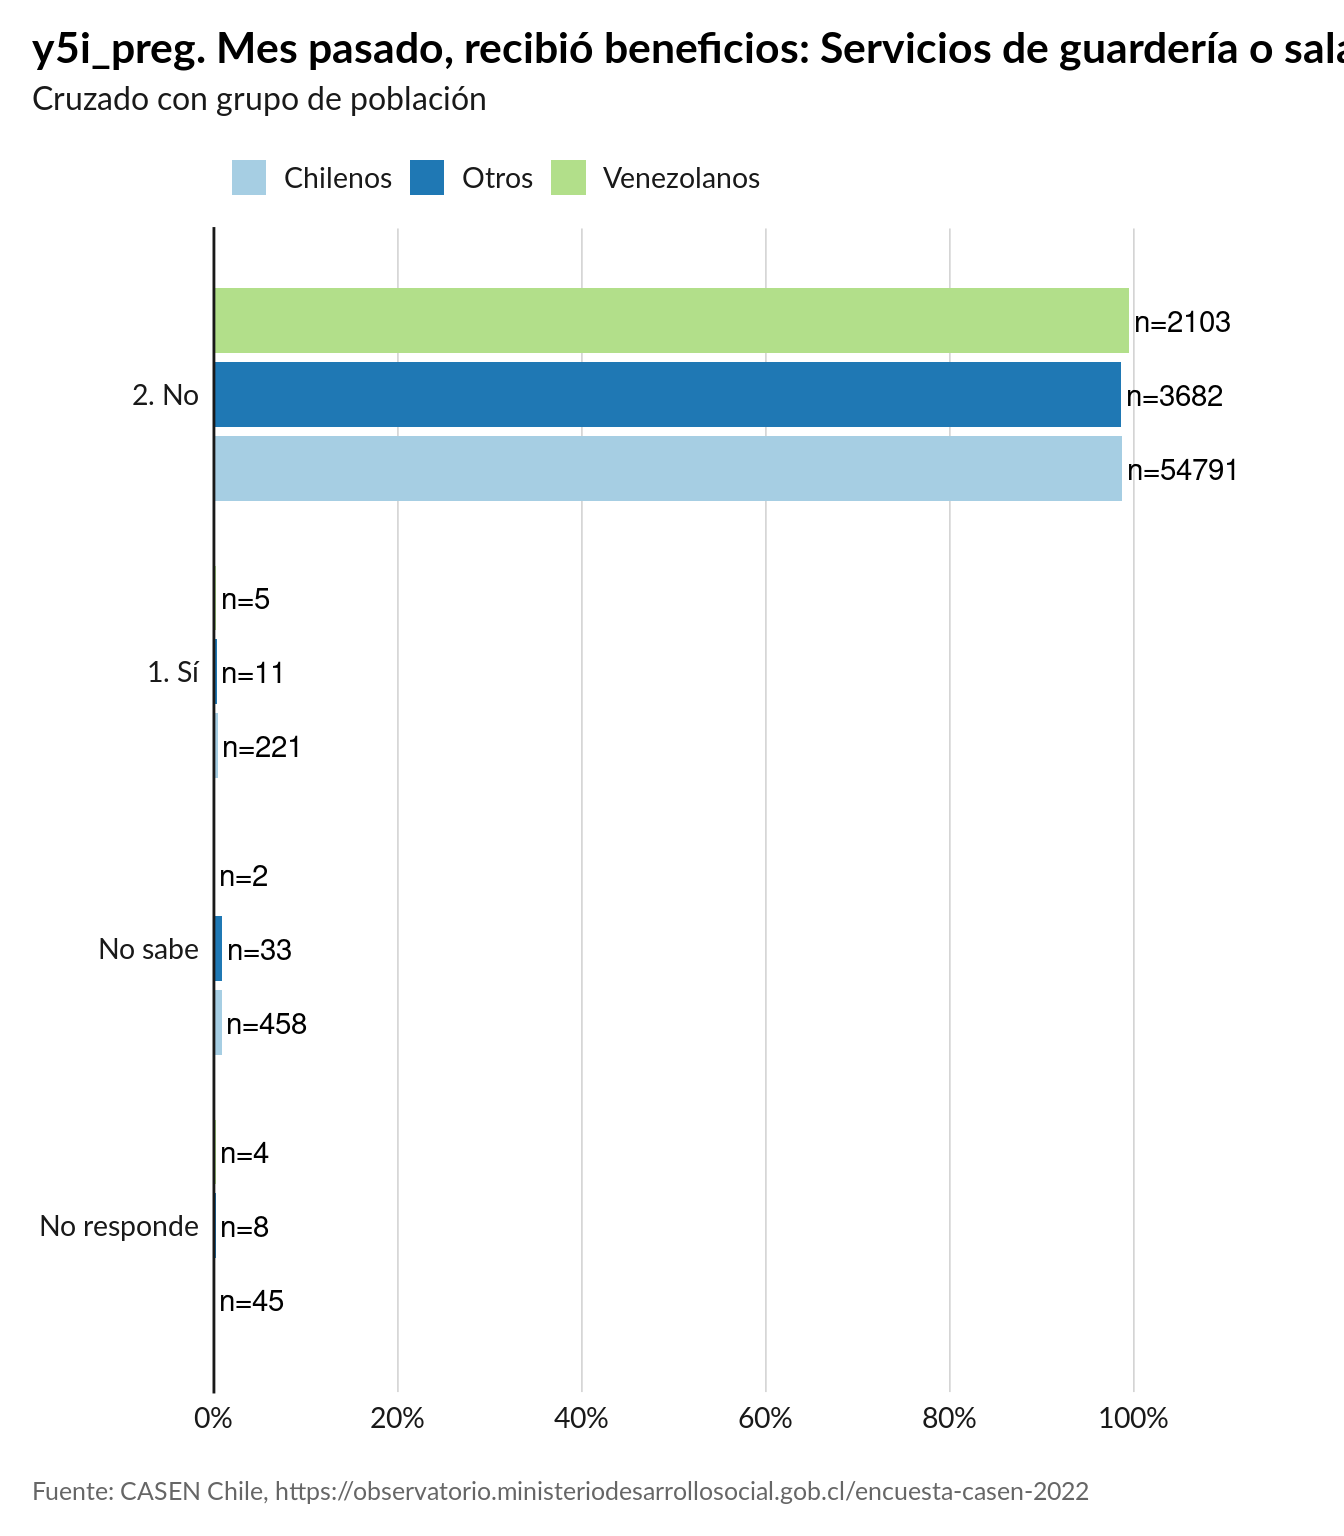 y5i_preg. Mes pasado, recibió beneficios: Servicios de guardería o sala
Cruzado con grupo de población
Chilenos Otros Venezolanos
n=2103
2. No n=3682
n=54791
n=5
1. Sí n=11
n=221
n=2
No sabe n=33
n=458
n=4
No responde n=8
n=45
0% 20% 40% 60% 80% 100%
Fuente: CASEN Chile, https://observatorio.ministeriodesarrollosocial.gob.cl/encuesta-casen-2022